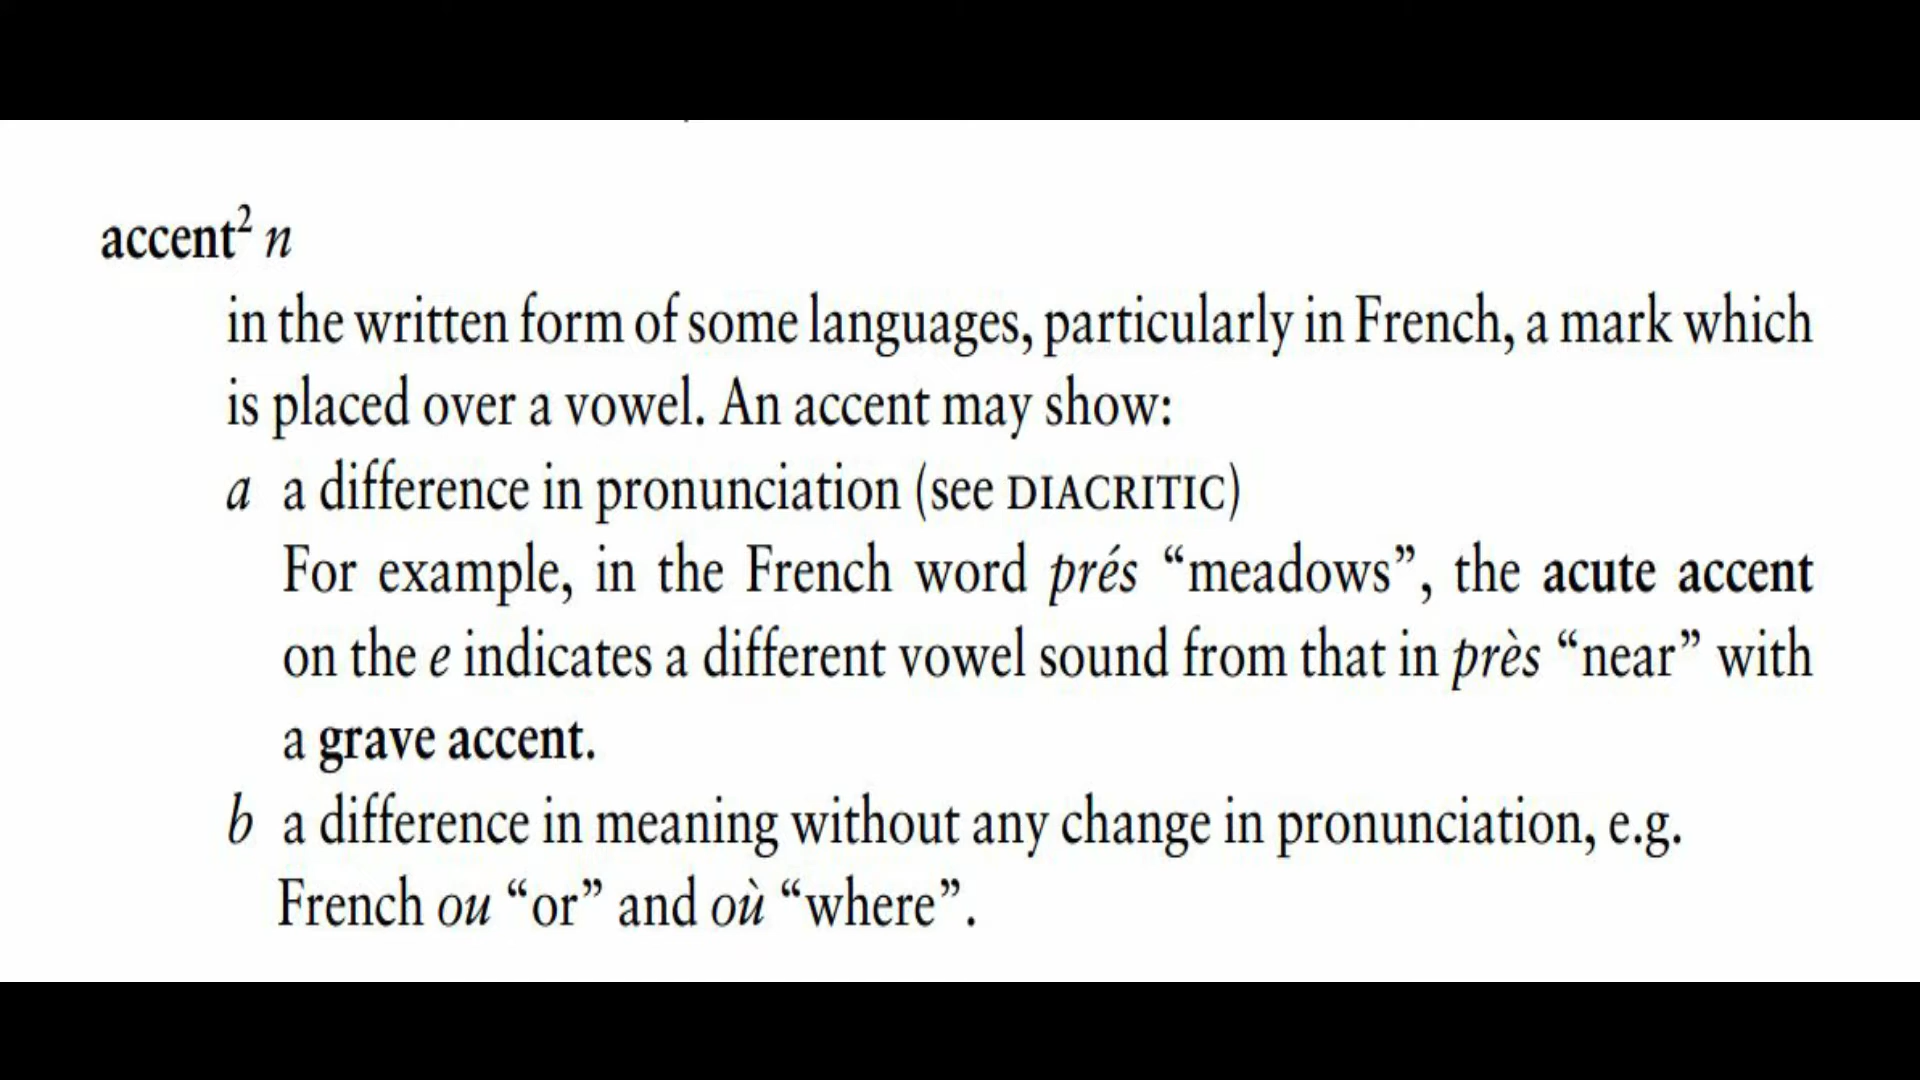 accent² n
in the written form of some languages, particularly in French, a mark which
is placed over a vowel. An accent may show:
a a difference in pronunciation (see DIACRITIC)
For example, in the French word prés “meadows”, the acute accent
on the e indicates a different vowel sound from that in près “near” with
a grave accent.
b a difference in meaning without any change in pronunciation, e.g.
French ou “or” and où “where”.